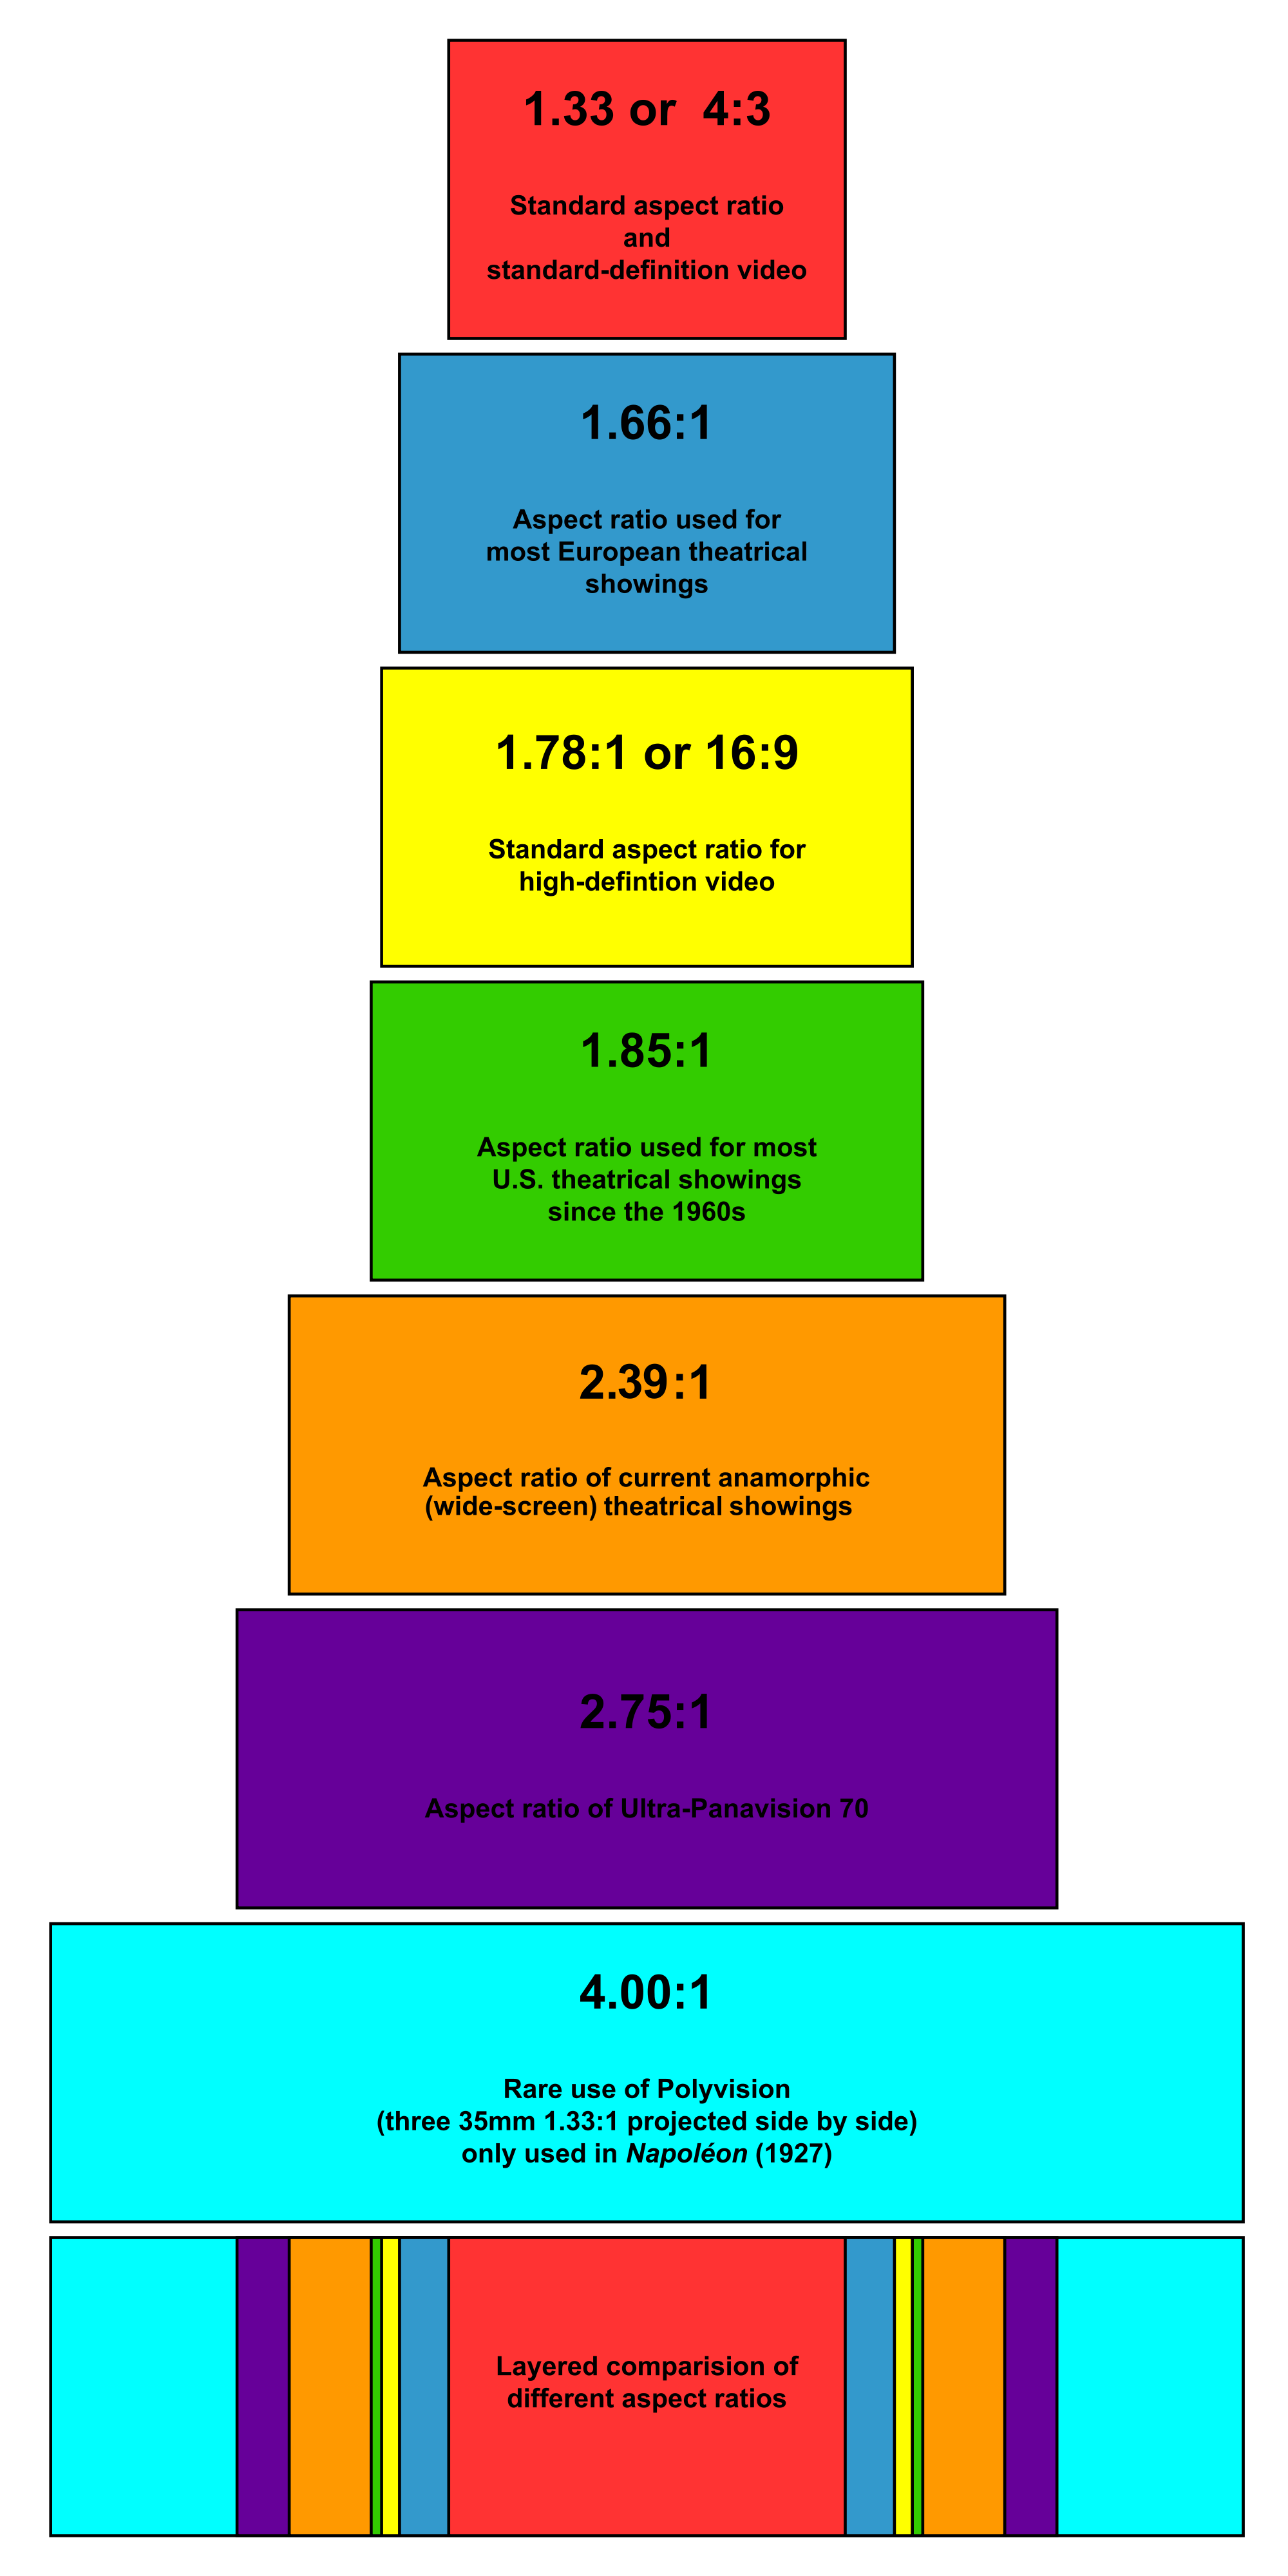 1.33 or  4:3
Standard aspect ratio
and
standard-definition video
1.66:1
Aspect ratio used for
most European theatrical
showings
1.78:1 or 16:9
Standard aspect ratio for
high-defintion video
1.85:1
Aspect ratio used for most
U.S. theatrical showings
since the 1960s
2.39:1
Aspect ratio of current anamorphic
(wide-screen) theatrical showings
2.75:1
Aspect ratio of Ultra-Panavision 70
4.00:1
Rare use of Polyvision
(three 35mm 1.33:1 projected side by side)
only used in Napoléon (1927)
Layered comparision of
different aspect ratios